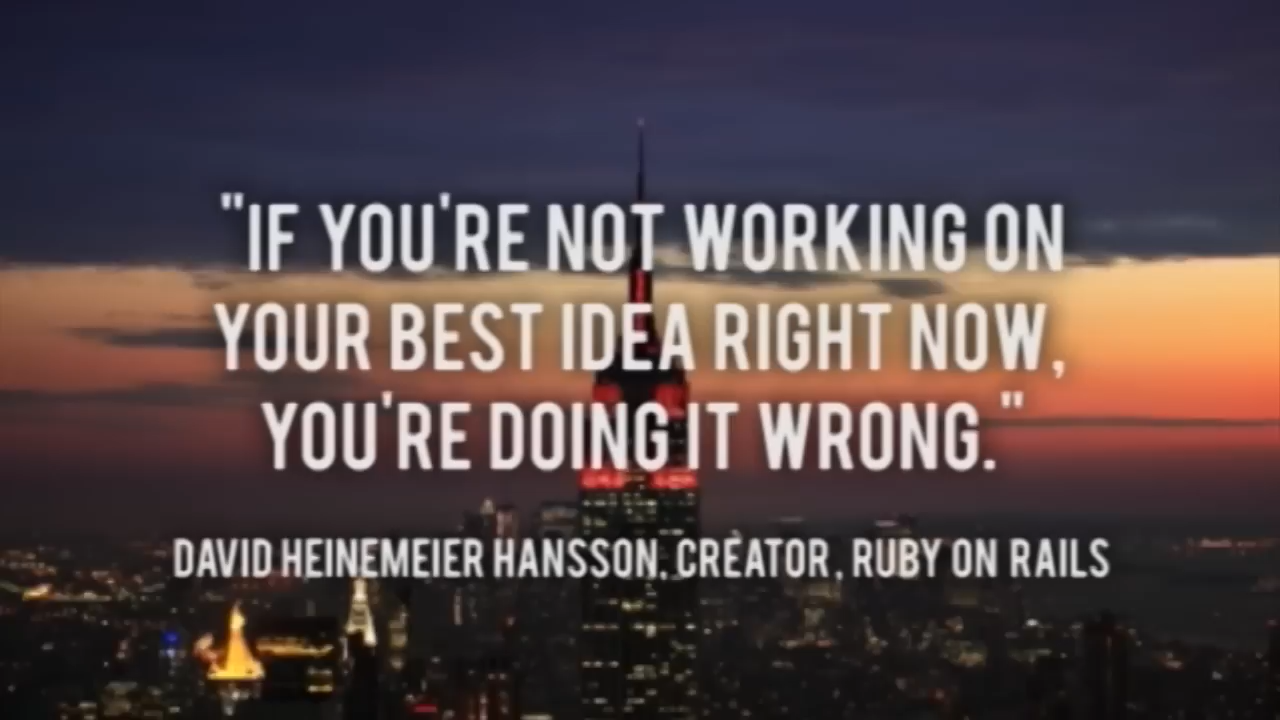 "IF YOU'RE NOT WORKING ON
YOUR BEST IDEA RIGHT NOW,
YOU'RE DOING IT WRONG."
DAVID HEINEMEIER HANSSON, CREATOR, RUBY ON RAILS